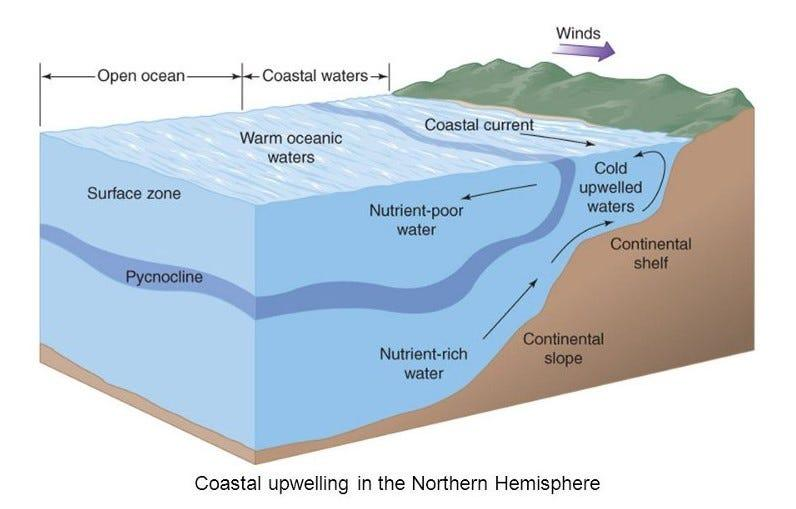 Winds
Open ocean
Coastal waters
Coastal current
Warm oceanic
waters
Cold
upwelled
waters
Surface zone
Nutrient-poor
water
Continental
shelf
Pycnocline
Continental
slope
Nutrient-rich
water
Coastal upwelling in the Northern Hemisphere